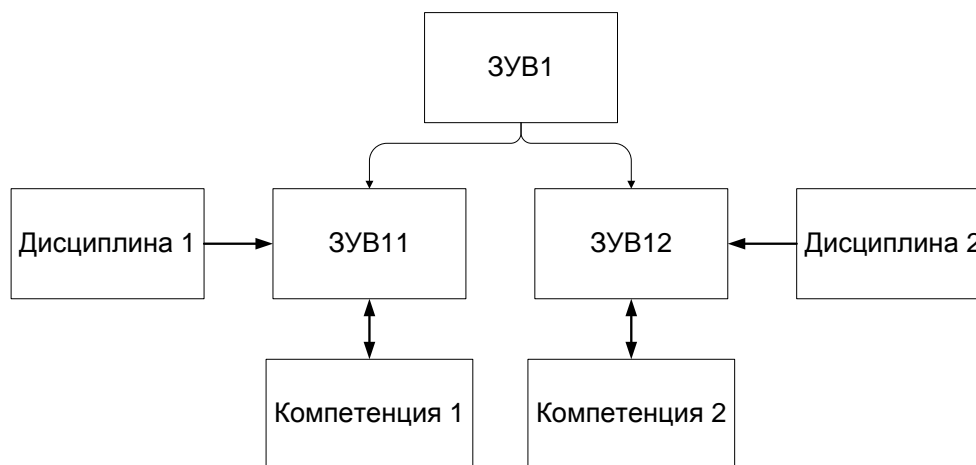 ЗУВ1
Дисциплина 1
ЗУВ11
ЗУВ12
Дисциплина 2
Компетенция 1
Компетенция 2